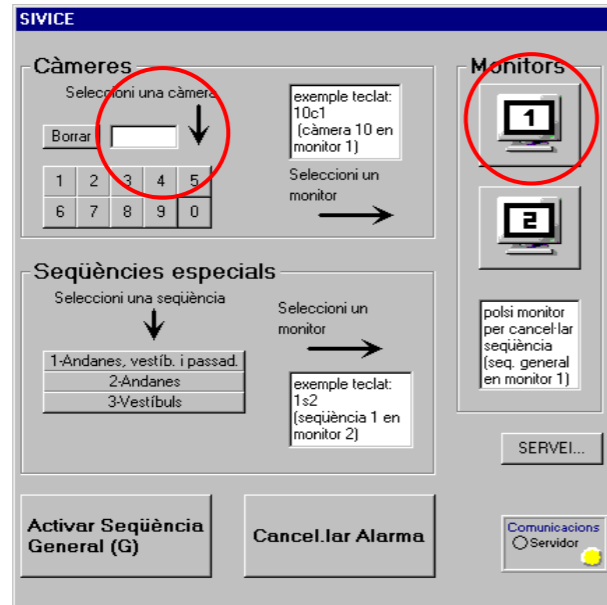 SIVICE
Càmeres
Seleccioni una càmera
Borrar
1 2 3 4 5
6 7 8 9 0
exemple teclat:
10c1
(càmera 10 en
monitor 1)
Seleccioni un
monitor
Monitors
1
2
polsi monitor
per cancel·lar
seqüència
(seq. general
en monitor 1)
Seqüències especials
Seleccioni una seqüència
1-Andanes, vestíb. i passad.
2-Andanes
3-Vestíbuls
Seleccioni un
monitor
exemple teclat:
1s2
(seqüència 1 en
monitor 2)
SERVEI...
Activar Seqüència
General (G)
Cancel.lar Alarma
Comunicacions
Servidor